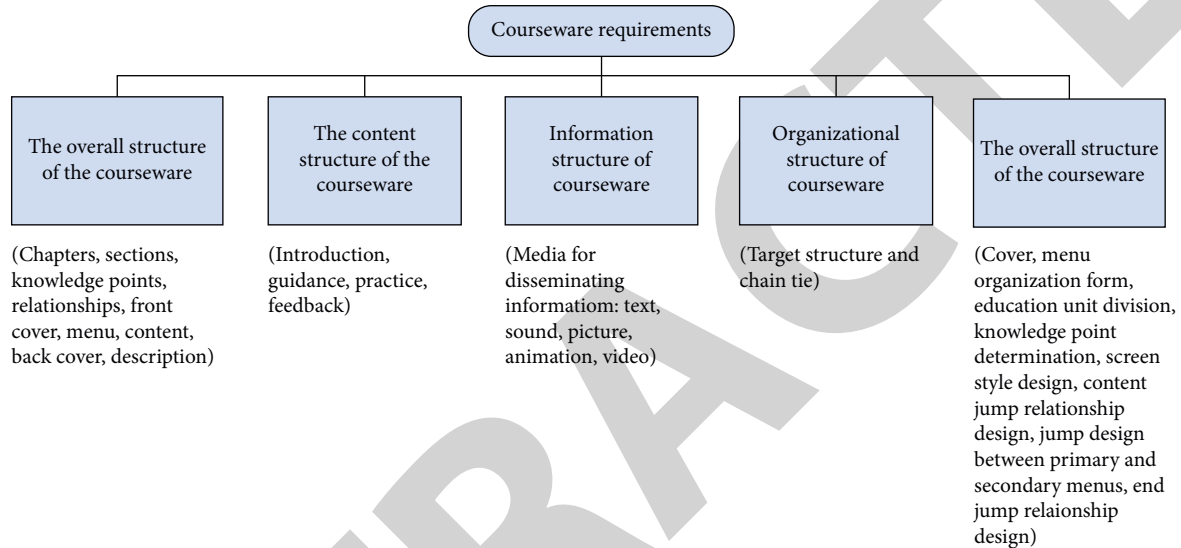 Courseware requirements
The overall structure
of the courseware
The content
structure of the
courseware
Information
structure of
courseware
Organizational
structure of
courseware
The overall structure
of the courseware
(Chapters, sections,
knowledge points,
relationships, front
cover, menu, content,
back cover, description)
(Introduction,
guidance, practice,
feedback)
(Media for
disseminating
informatiom: text,
sound, picture,
animation, video)
(Target structure and
chain tie)
(Cover, menu
organization form,
education unit division,
knowledge point
determination, screen
style design, content
jump relationship
design, jump design
between primary and
secondary menus, end
jump relaionship
design)